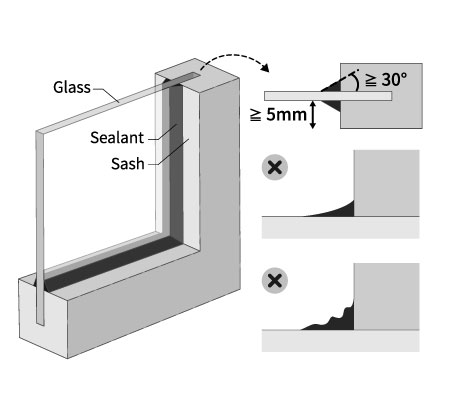 Glass
Sealant
Sash
≧ 30°
≧ 5mm